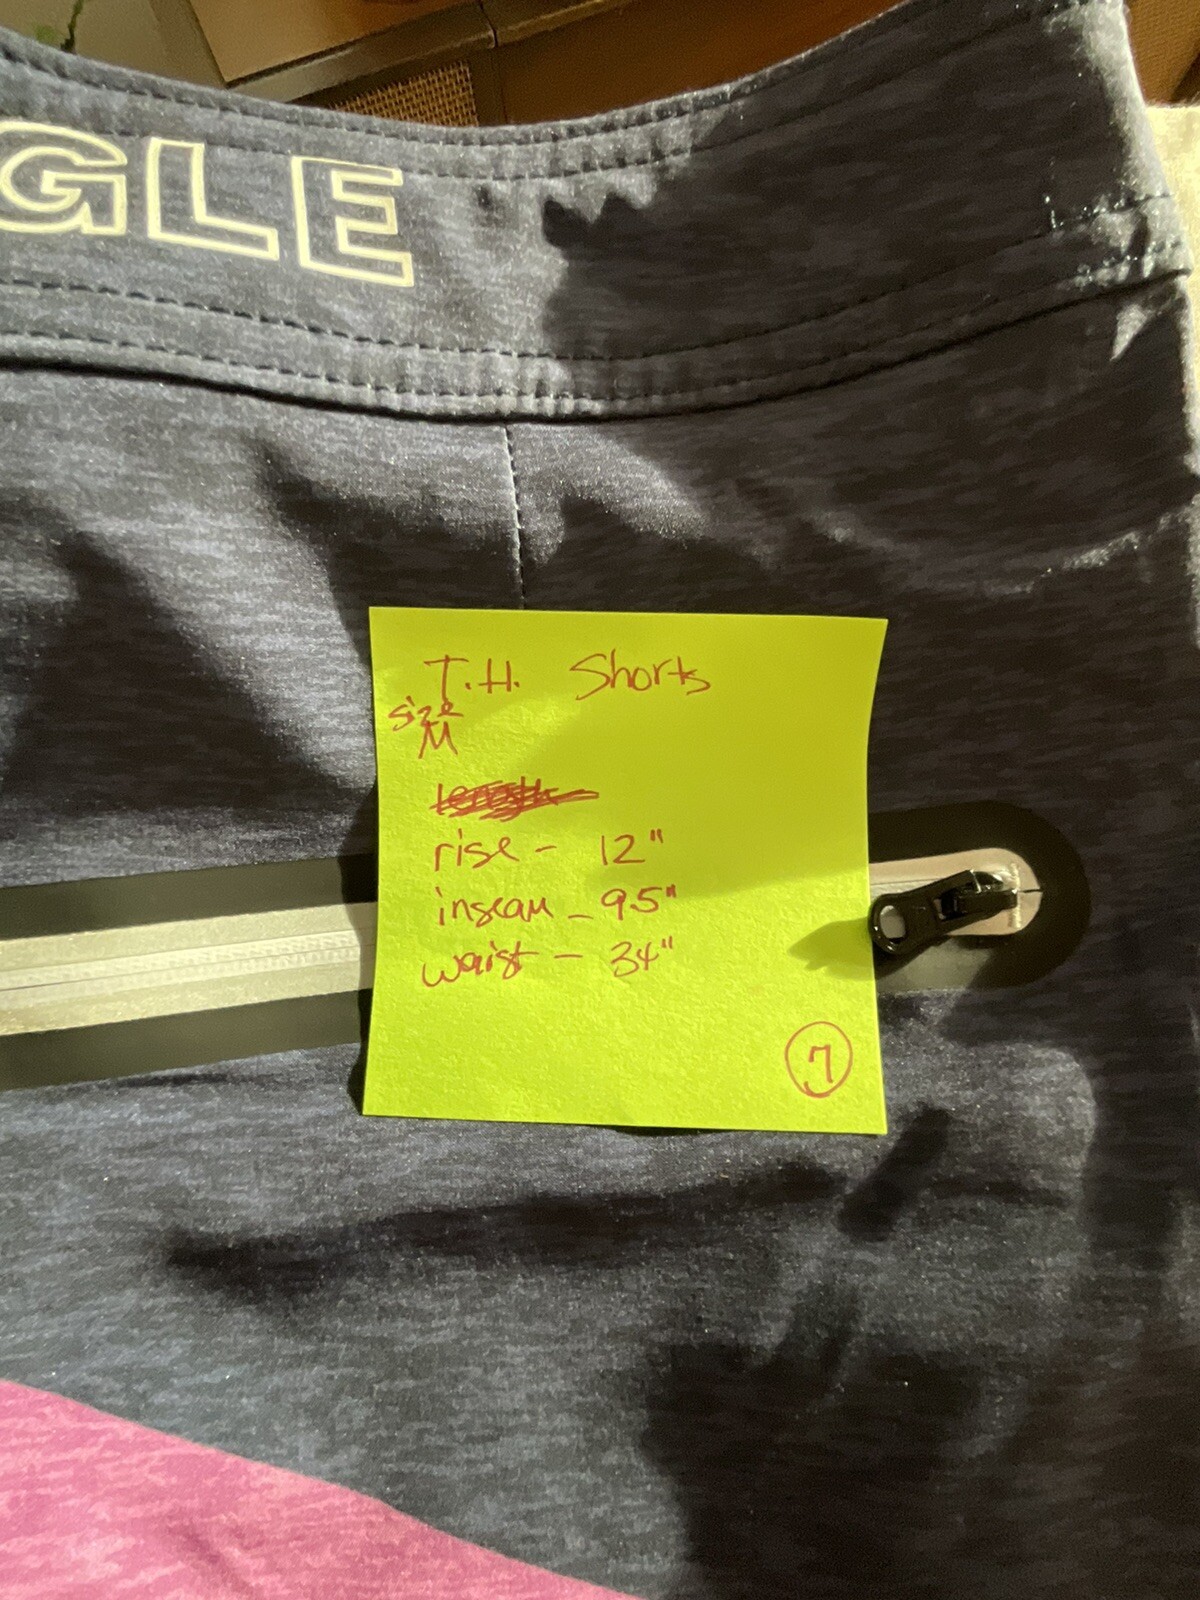 GLE
T.H. Shorts
size
M
rise - 12"
inseam - 9.5"
waist - 34"
7